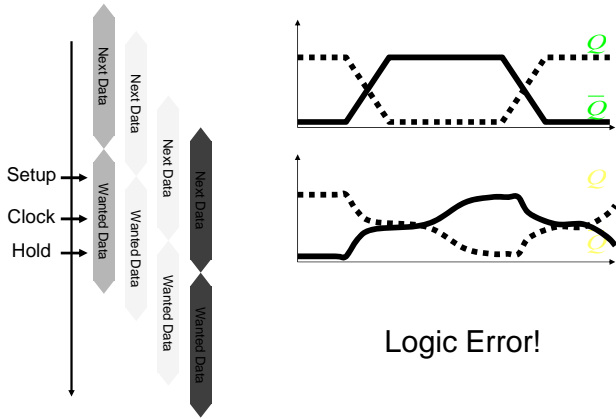 Next Data
Next Data
Next Data
Next Data
Wanted Data
Wanted Data
Wanted Data
Wanted Data
Setup
Clock
Hold
Q
Q̅
Q
Q̅
Logic Error!